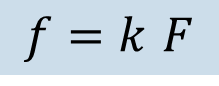 f = k F